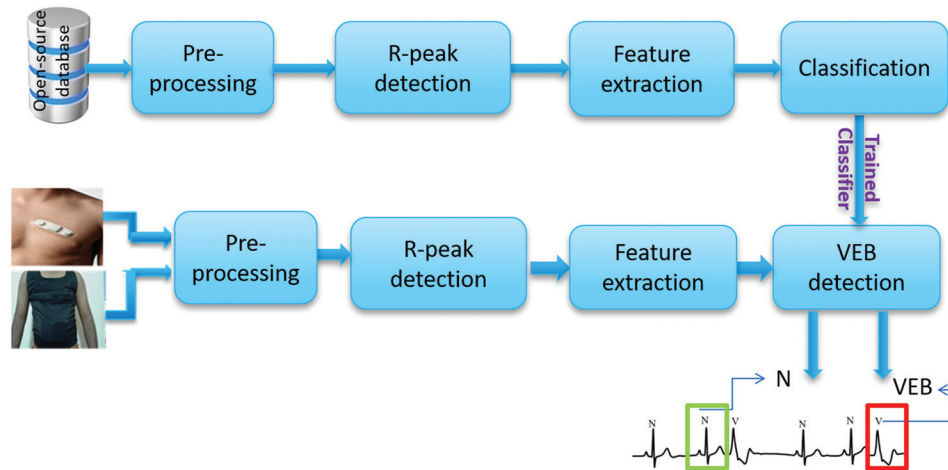 Open-source
database
Pre-
processing
R-peak
detection
Feature
extraction
Classification
Trained
Classifier
Pre-
processing
R-peak
detection
Feature
extraction
VEB
detection
N
VEB
N
N
V
N
N
V